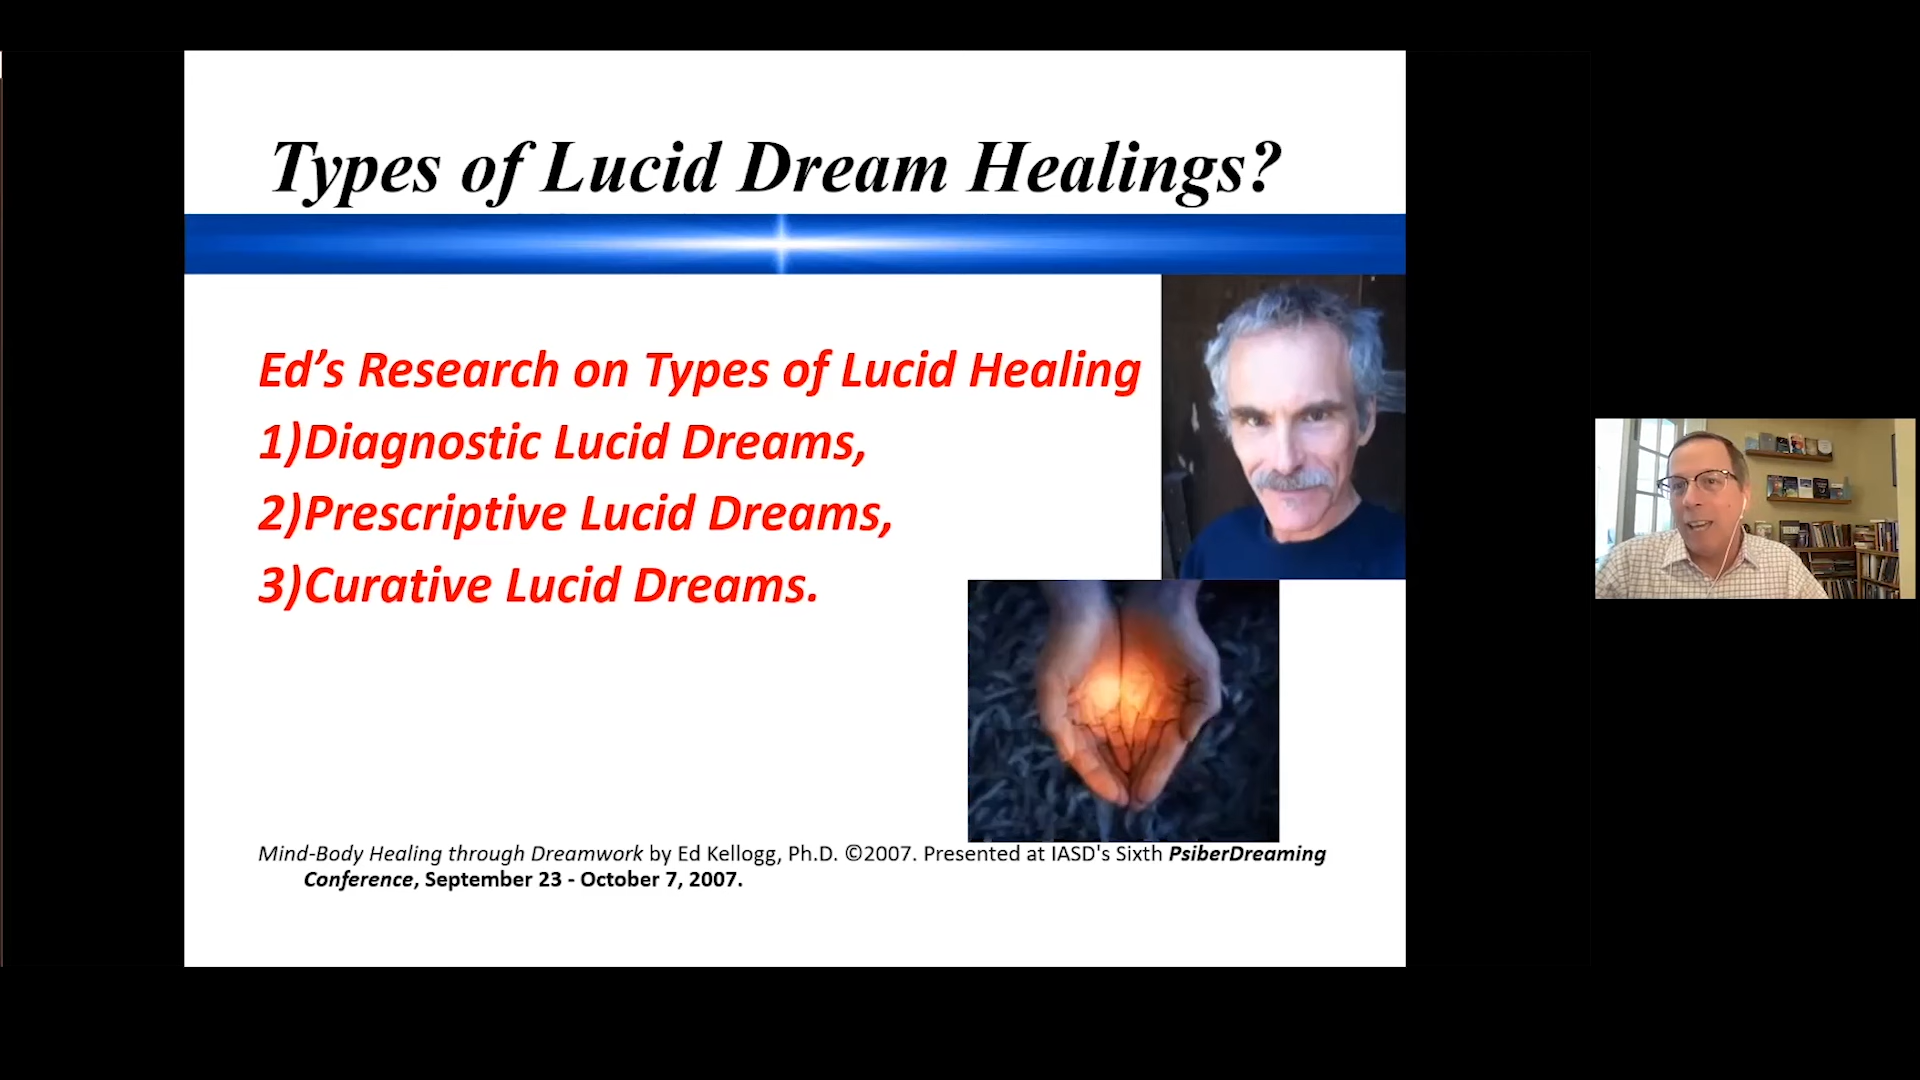 Types of Lucid Dream Healings?
Ed’s Research on Types of Lucid Healing
1)Diagnostic Lucid Dreams,
2)Prescriptive Lucid Dreams,
3)Curative Lucid Dreams.
Mind-Body Healing through Dreamwork by Ed Kellogg, Ph.D. ©2007. Presented at IASD's Sixth PsiberDreaming
Conference, September 23 - October 7, 2007.